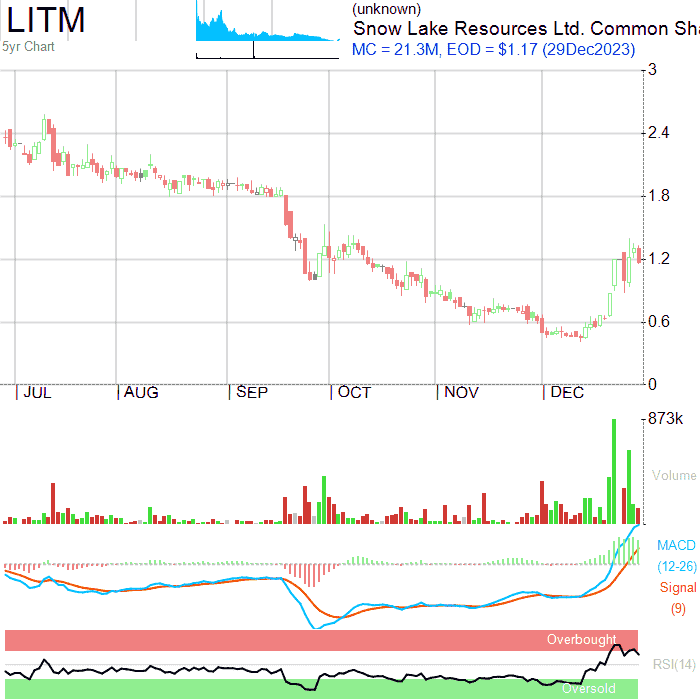 LITM
5yr Chart
(unknown)
Snow Lake Resources Ltd. Common Sha
MC = 21.3M, EOD = $1.17 (29Dec2023)
3
2.4
1.8
1.2
0.6
0
JUL AUG SEP OCT NOV DEC
873k
Volume
MACD
(12-26)
Signal
(9)
Overbought
RSI(14)
Oversold